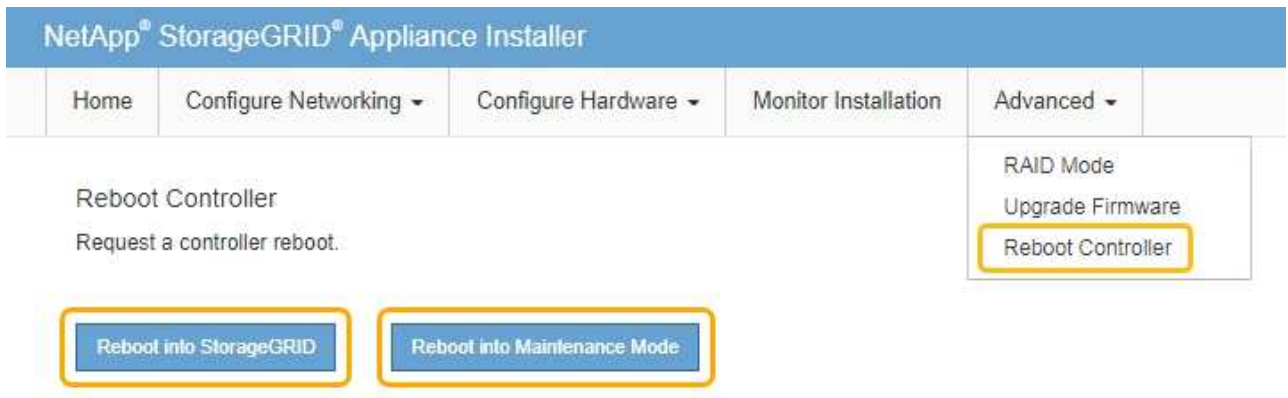 NetApp® StorageGRID® Appliance Installer
Home Configure Networking Configure Hardware Monitor Installation Advanced
RAID Mode
Upgrade Firmware
Reboot Controller
Reboot Controller
Request a controller reboot.
Reboot into StorageGRID Reboot into Maintenance Mode